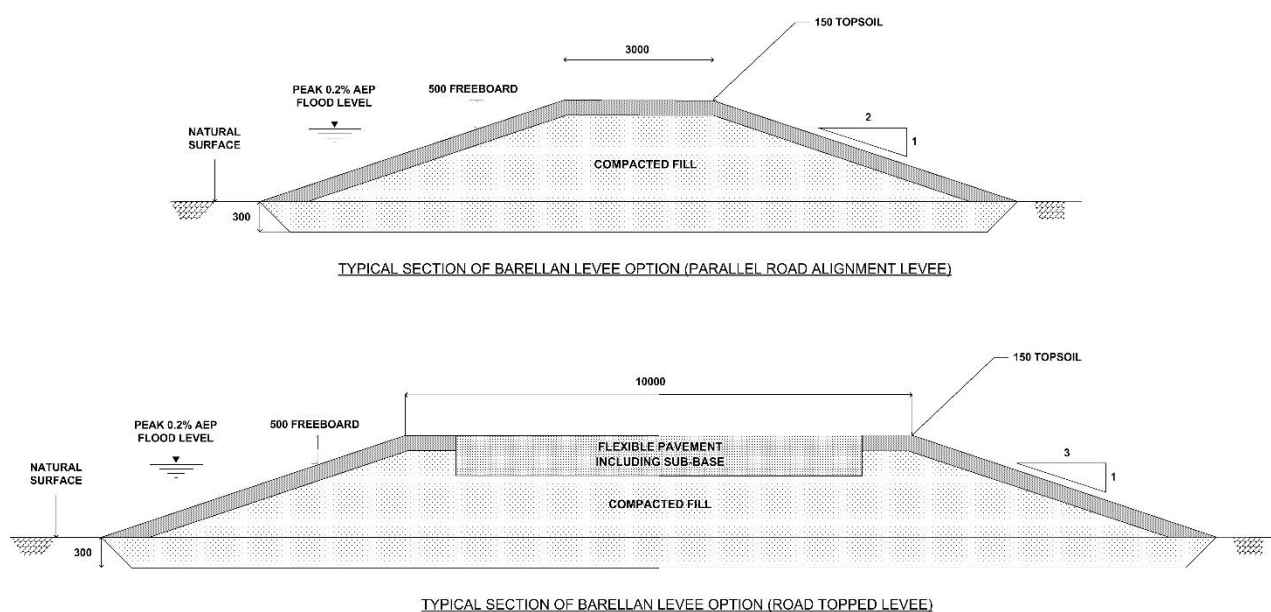 150 TOPSOIL
3000
PEAK 0.2% AEP
FLOOD LEVEL
500 FREEBOARD
NATURAL
SURFACE
2
1
COMPACTED FILL
300
TYPICAL SECTION OF BARELLAN LEVEE OPTION (PARALLEL ROAD ALIGNMENT LEVEE)
150 TOPSOIL
10000
PEAK 0.2% AEP
FLOOD LEVEL
500 FREEBOARD
FLEXIBLE PAVEMENT
INCLUDING SUB-BASE
NATURAL
SURFACE
3
1
COMPACTED FILL
300
TYPICAL SECTION OF BARELLAN LEVEE OPTION (ROAD TOPPED LEVEE)